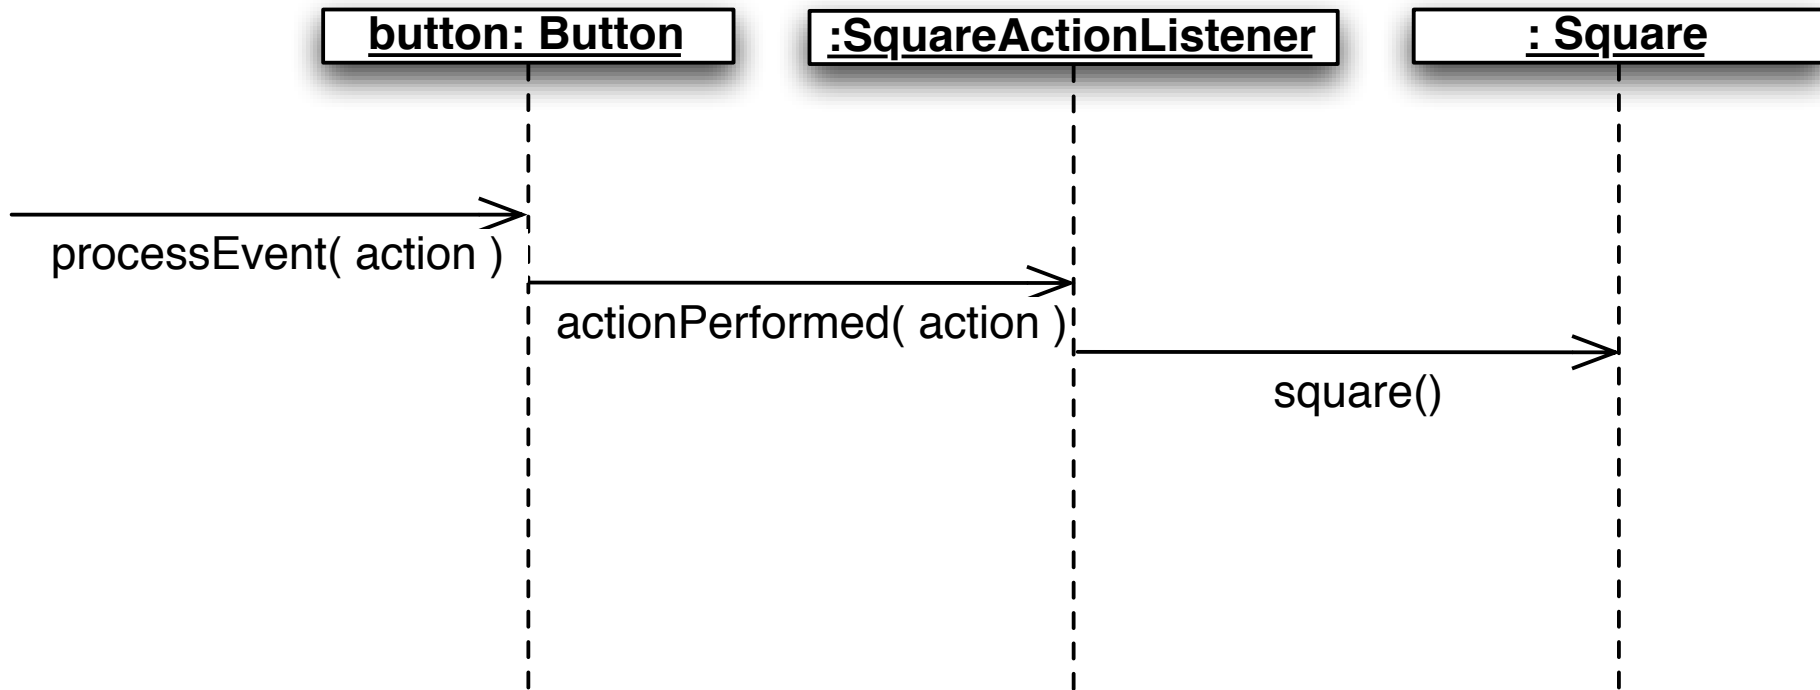 button: Button
:SquareActionListener
: Square
processEvent( action )
actionPerformed( action )
square()